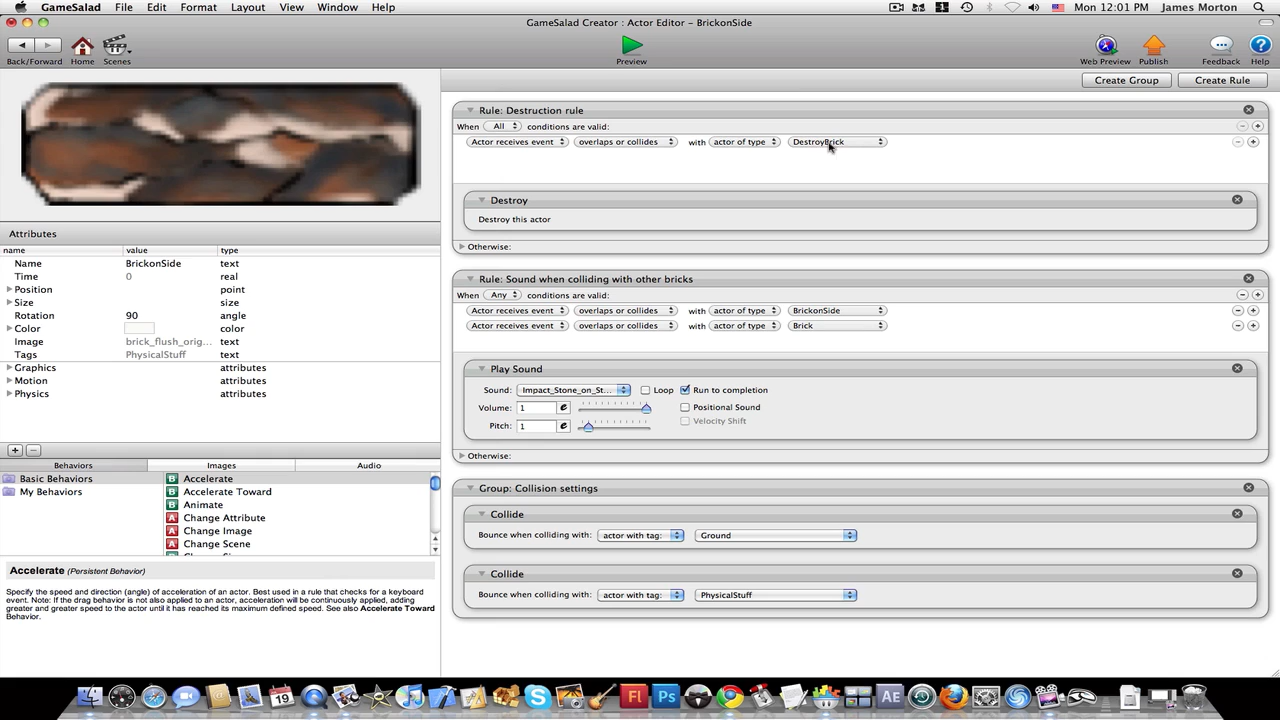 GameSalad File Edit Format Layout View Window Help Mon 12:01 PM James Morton
GameSalad Creator : Actor Editor – BrickonSide
Back/Forward Home Scenes Preview Web Preview Publish Feedback Help
Create Group Create Rule
Rule: Destruction rule
When All conditions are valid:
Actor receives event overlaps or collides with actor of type DestroyBrick
Destroy
Destroy this actor
Otherwise:
Rule: Sound when colliding with other bricks
When Any conditions are valid:
Actor receives event overlaps or collides with actor of type BrickonSide
Actor receives event overlaps or collides with actor of type Brick
Play Sound
Sound: Impact_Stone_on_St... Loop Run to completion
Volume: 1 Positional Sound
Velocity Shift
Pitch: 1
Otherwise:
Group: Collision settings
Collide
Bounce when colliding with: actor with tag: Ground
Collide
Bounce when colliding with: actor with tag: PhysicalStuff
Attributes
name value type
Name BrickonSide text
Time 0 real
Position point
Size size
Rotation 90 angle
Color color
Image brick_flush_orig... text
Tags PhysicalStuff text
Graphics attributes
Motion attributes
Physics attributes
Behaviors Images Audio
Basic Behaviors
My Behaviors
Accelerate
Accelerate Toward
Animate
Change Attribute
Change Image
Change Scene
Accelerate (Persistent Behavior)
Specify the speed and direction (angle) of acceleration of an actor. Best used in a rule that checks for a keyboard
event. Note: If the drag behavior is not also applied to an actor, acceleration will be continuously applied, adding
greater and greater speed to the actor until it has reached its maximum defined speed. See also Accelerate Toward
Behavior.
19
Fl
Ps
AE